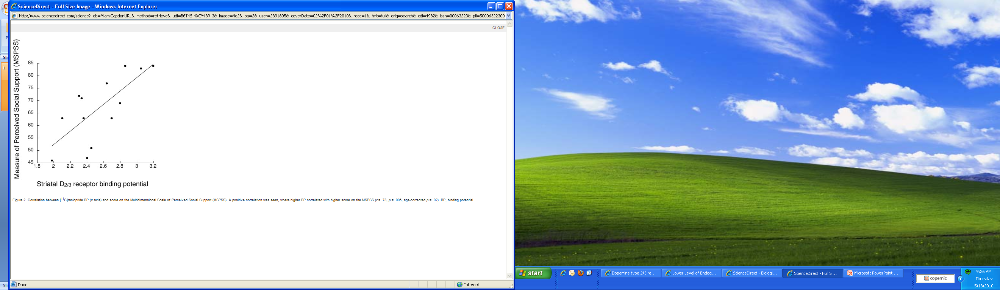 ScienceDirect - Full Size Image - Windows Internet Explorer
http://www.sciencedirect.com/science?_ob=MiamiCaptionURL&_method=retrieve&_udi=B6T4S-4XCY43R-3&_image=fig2&_ba=2&_user=2391895&_coverDate=02%2F01%2F2010&_rdoc=1&_fmt=full&_orig=search&_cdi=4982&_issn=00063223&_pii=S0006322309
CLOSE
Measure of Perceived Social Support (MSPSS)
85
80
75
70
65
60
55
50
45
1.8 2 2.2 2.4 2.6 2.8 3 3.2
Striatal D2/3 receptor binding potential
Figure 2. Correlation between [11C]raclopride BP (x axis) and score on the Multidimensional Scale of Perceived Social Support (MSPSS). A positive correlation was seen, where higher BP correlated with higher score on the MSPSS (r = .73, p = .005, age-corrected p = .02). BP, binding potential.
Done
Internet
P
Sli
1
Sli
start
Dopamine type 2/3 re...
Lower Level of Endog...
ScienceDirect - Biologi...
ScienceDirect - Full Si...
Microsoft PowerPoint ...
copernic
9:36 AM
Thursday
5/13/2010